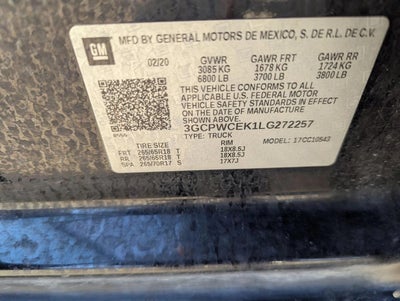 GM
MFD BY GENERAL MOTORS DE MEXICO, S. DE R.L. DE C.V.
02/20 GVWR GAWR FRT GAWR RR
3085 KG 1678 KG 1724 KG
6800 LB 3700 LB 3800 LB
THIS VEHICLE CONFORMS TO ALL APPLICABLE
U.S. FEDERAL MOTOR VEHICLE SAFETY
STANDARDS IN EFFECT ON THE DATE OF
MANUFACTURE SHOWN ABOVE.
3GCPWCEK1LG272257
TYPE: TRUCK MODEL: 17CC10543
TIRE SIZE RIM
FRT 265/65R18 T 18X8.5J
RR 265/65R18 T 18X8.5J
SPA 265/70R17 S 17X7J